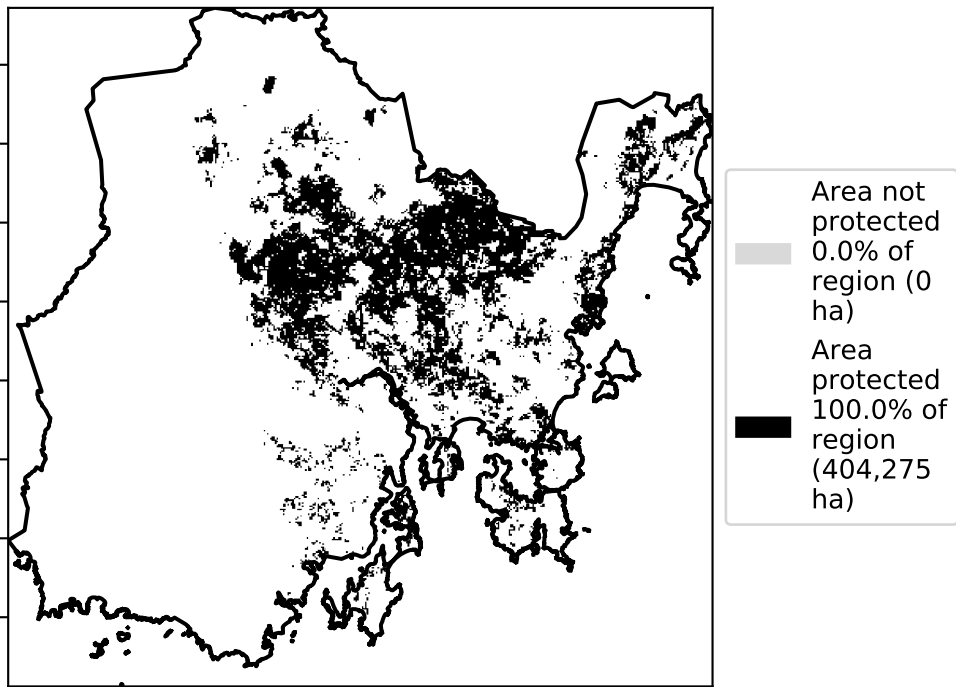 Area not
protected
0.0% of
region (0
ha)
Area
protected
100.0% of
region
(404,275
ha)